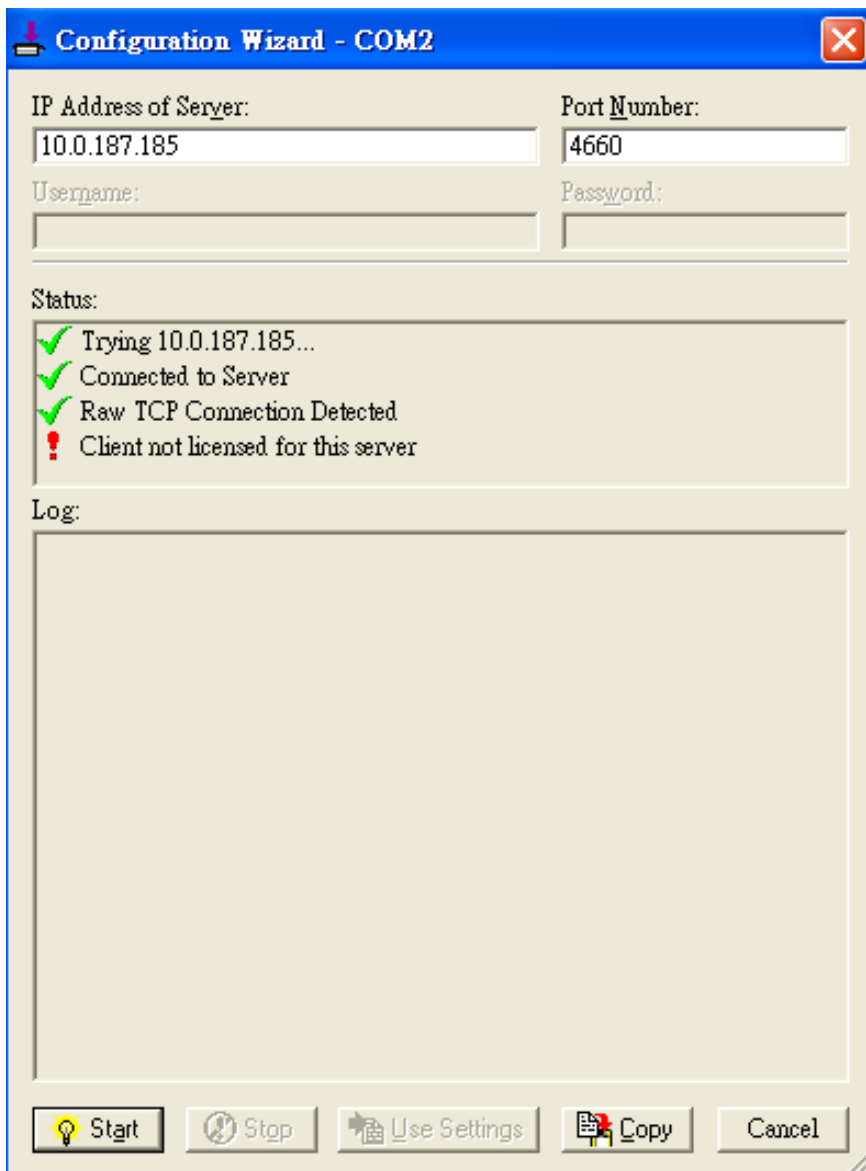 Configuration Wizard - COM2
IP Address of Server: Port Number:
10.0.187.185 4660
Username: Password:
Status:
Trying 10.0.187.185...
Connected to Server
Raw TCP Connection Detected
Client not licensed for this server
Log:
Start Stop Use Settings Copy Cancel